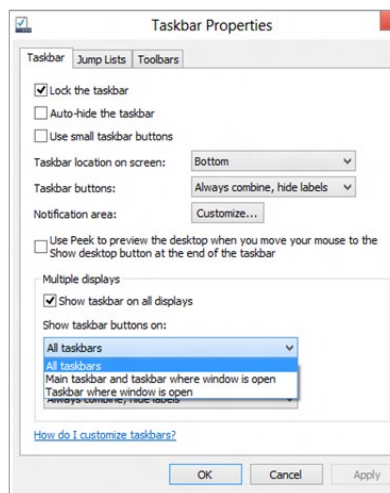 Taskbar Properties
Taskbar Jump Lists Toolbars
Lock the taskbar
Auto-hide the taskbar
Use small taskbar buttons
Taskbar location on screen: Bottom
Taskbar buttons: Always combine, hide labels
Notification area: Customize...
Use Peek to preview the desktop when you move your mouse to the
Show desktop button at the end of the taskbar
Multiple displays
Show taskbar on all displays
Show taskbar buttons on:
All taskbars
All taskbars
Main taskbar and taskbar where window is open
Taskbar where window is open
Always combine, hide labels
How do I customize taskbars?
OK Cancel Apply